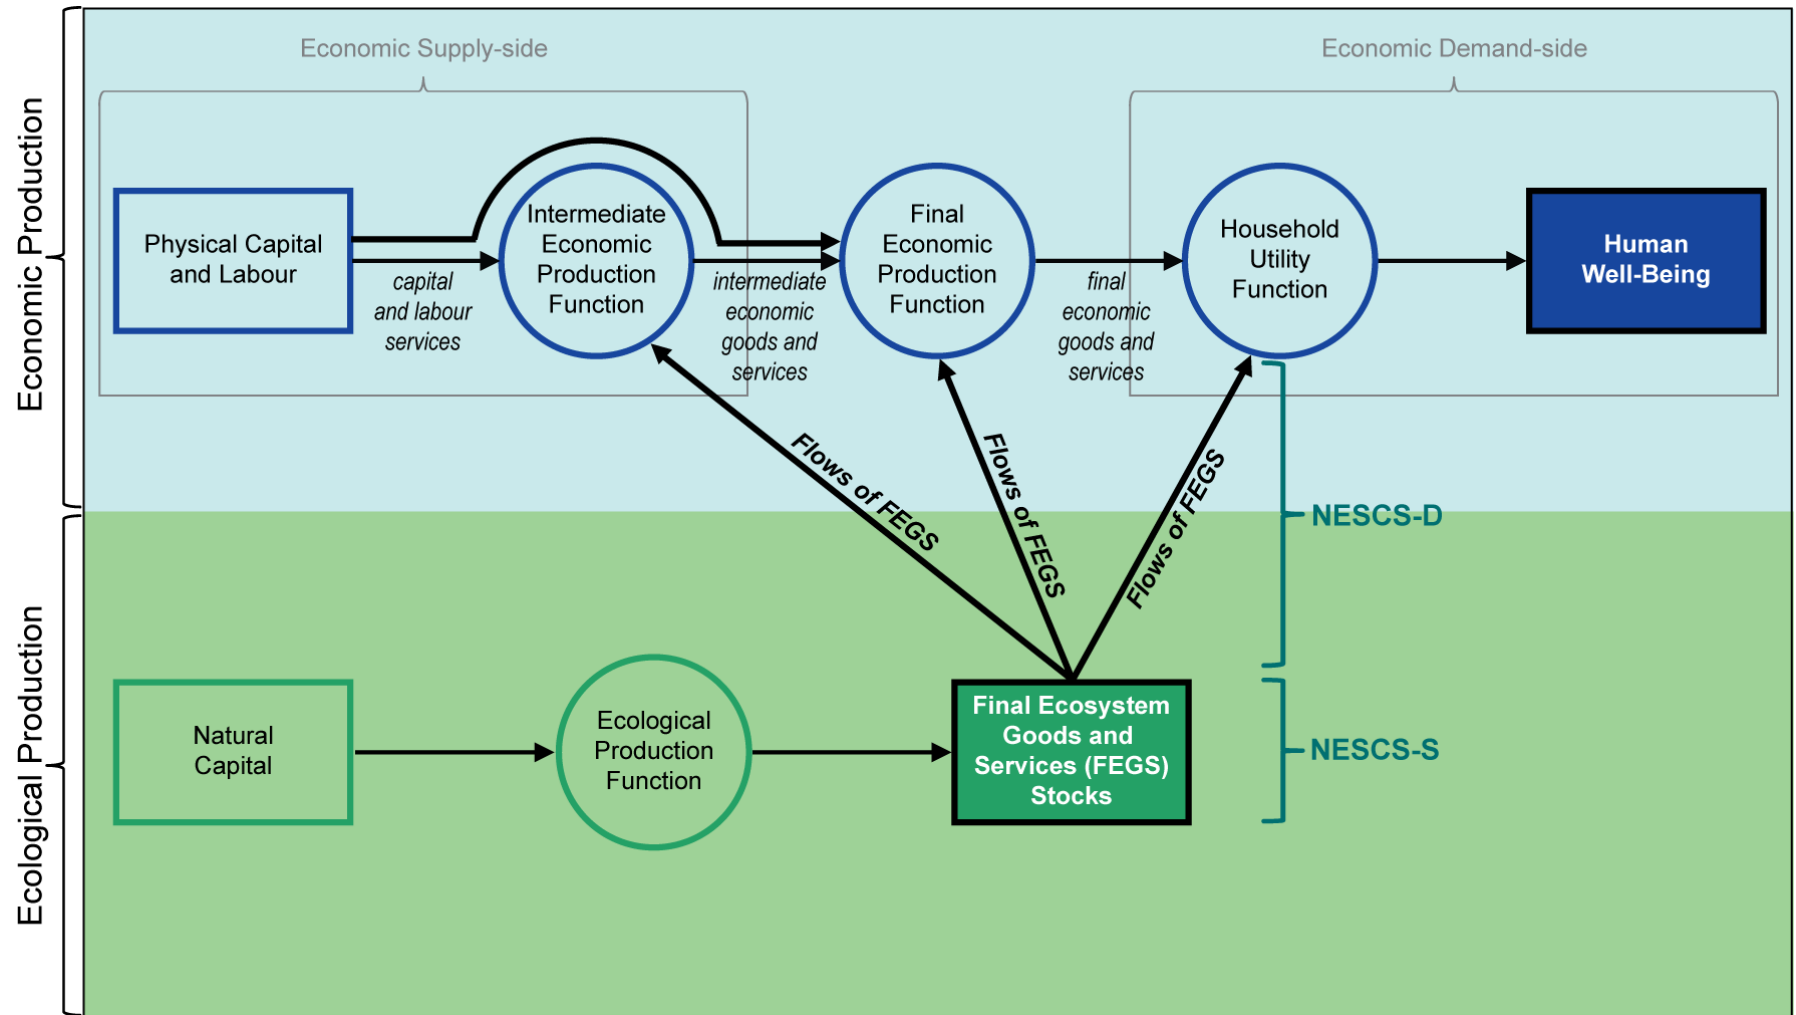 Economic Supply-side
Economic Demand-side
Economic Production
Physical Capital
and Labour
capital
and labour
services
Intermediate
Economic
Production
Function
intermediate
economic
goods and
services
Final
Economic
Production
Function
final
economic
goods and
services
Household
Utility
Function
Human
Well-Being
Flows of FEGS
Flows of FEGS
Flows of FEGS
NESCS-D
Ecological Production
Natural
Capital
Ecological
Production
Function
Final Ecosystem
Goods and
Services (FEGS)
Stocks
NESCS-S